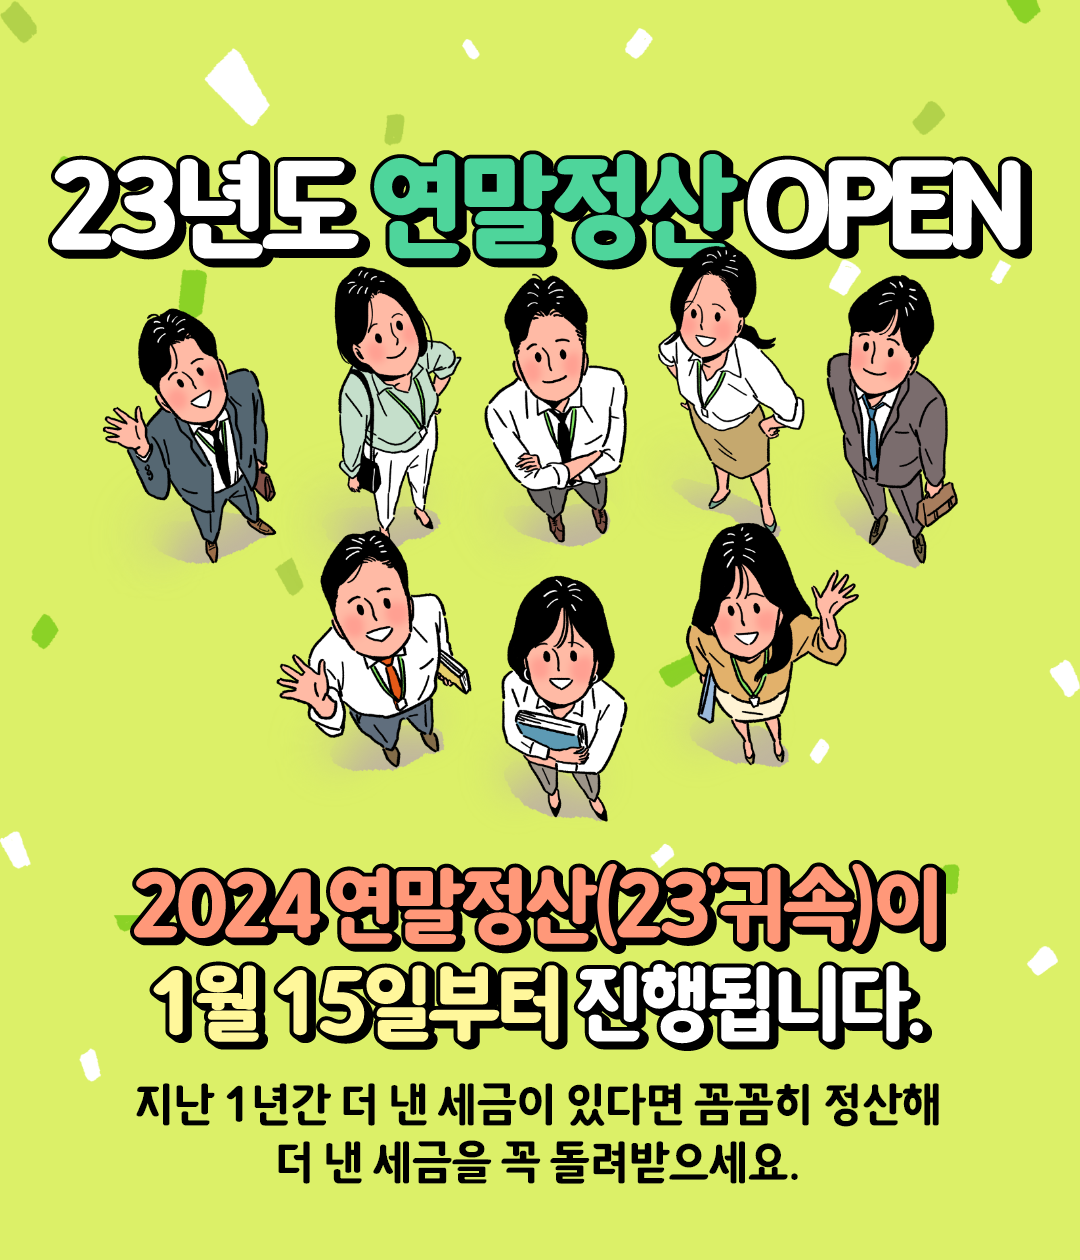 23년도 연말정산 OPEN
2024 연말정산(23'귀속)이
1월 15일부터 진행됩니다.
지난 1년간 더 낸 세금이 있다면 꼼꼼히 정산해
더 낸 세금을 꼭 돌려받으세요.